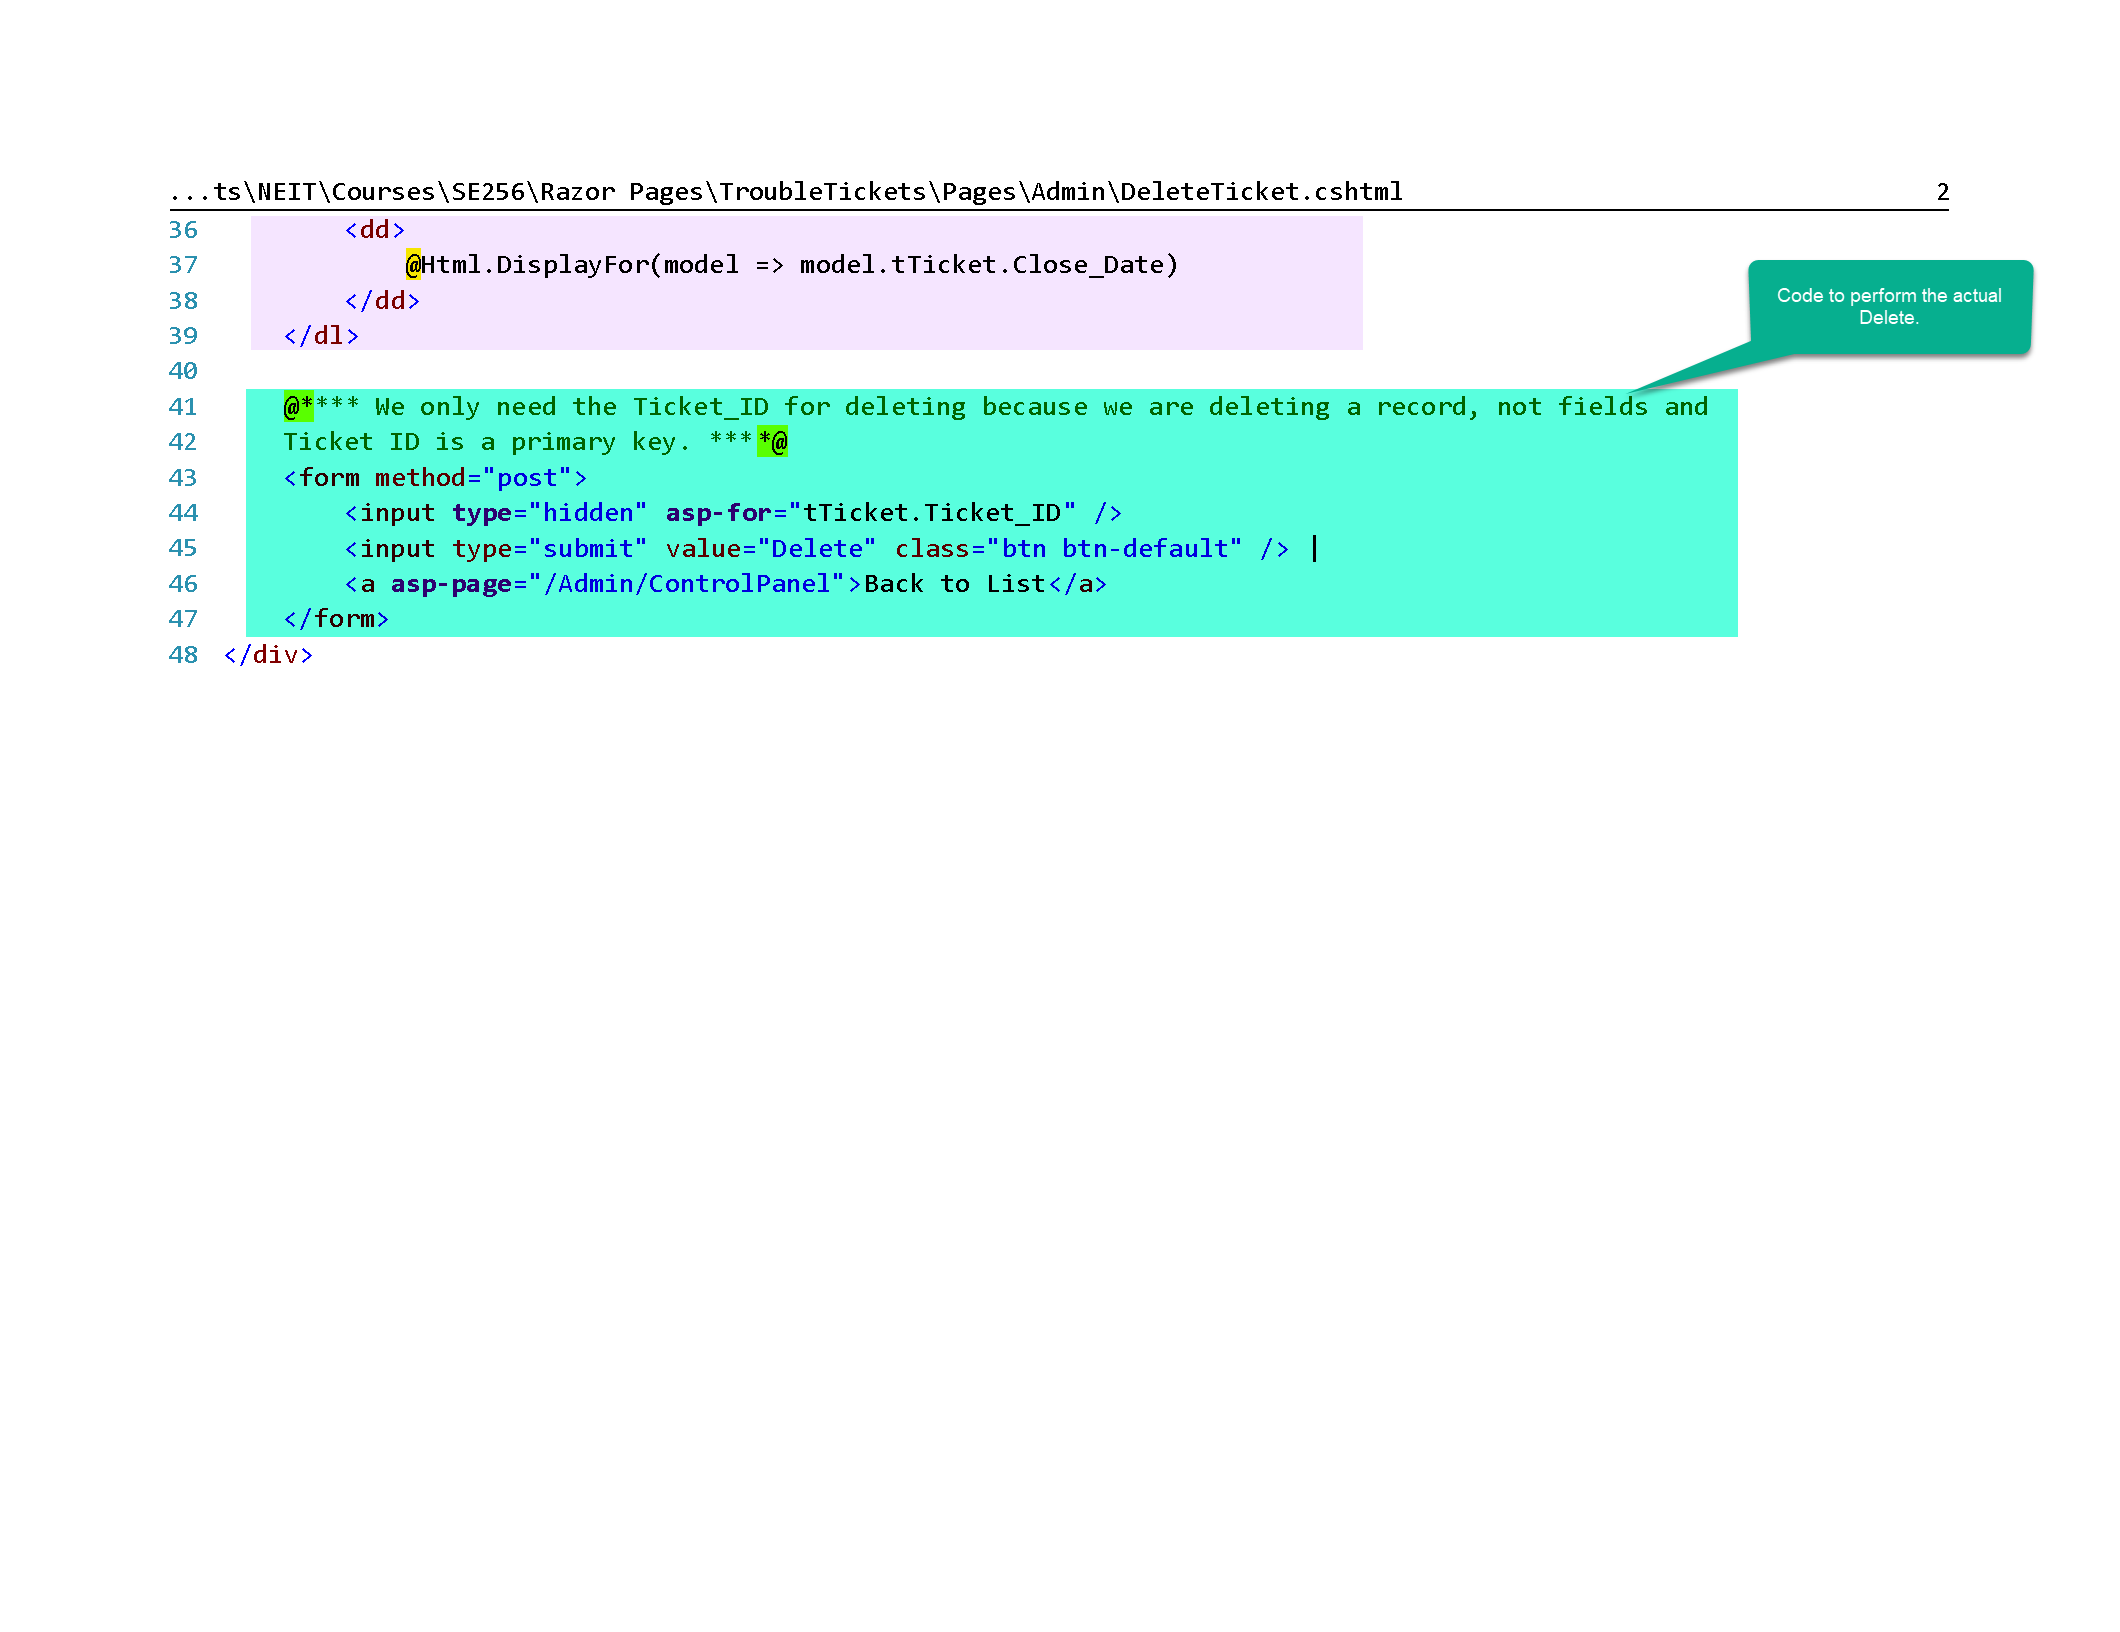 ...ts\NEIT\Courses\SE256\Razor Pages\TroubleTickets\Pages\Admin\DeleteTicket.cshtml 2
36 <dd>
37 @Html.DisplayFor(model => model.tTicket.Close_Date)
38 </dd>
39 </dl>
40
Code to perform the actual
Delete.
41 @**** We only need the Ticket_ID for deleting because we are deleting a record, not fields and
42 Ticket ID is a primary key. ****@
43 <form method="post">
44 <input type="hidden" asp-for="tTicket.Ticket_ID" />
45 <input type="submit" value="Delete" class="btn btn-default" /> |
46 <a asp-page="/Admin/ControlPanel">Back to List</a>
47 </form>
48 </div>